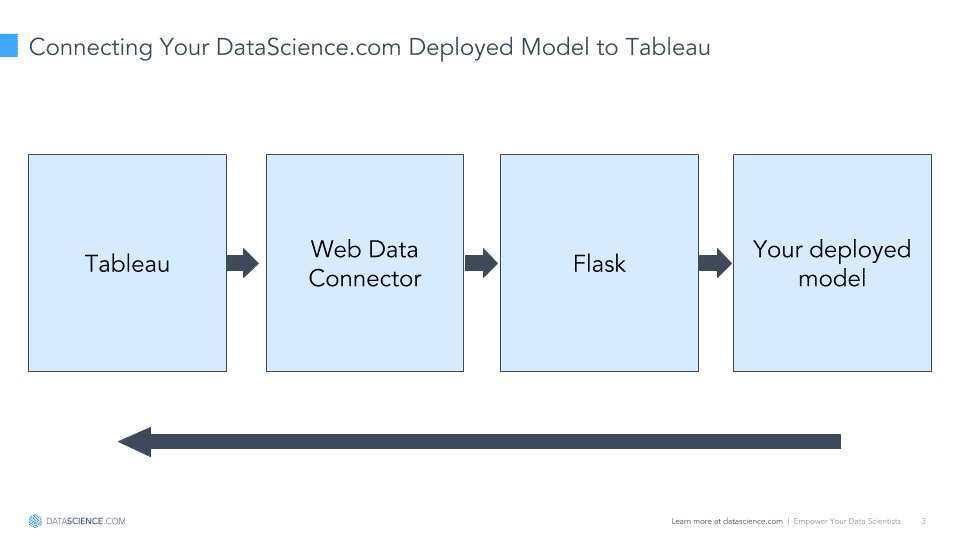 Connecting Your DataScience.com Deployed Model to Tableau
Tableau
Web Data
Connector
Flask
Your deployed
model
DATASCIENCE.COM
Learn more at datascience.com | Empower Your Data Scientists 3